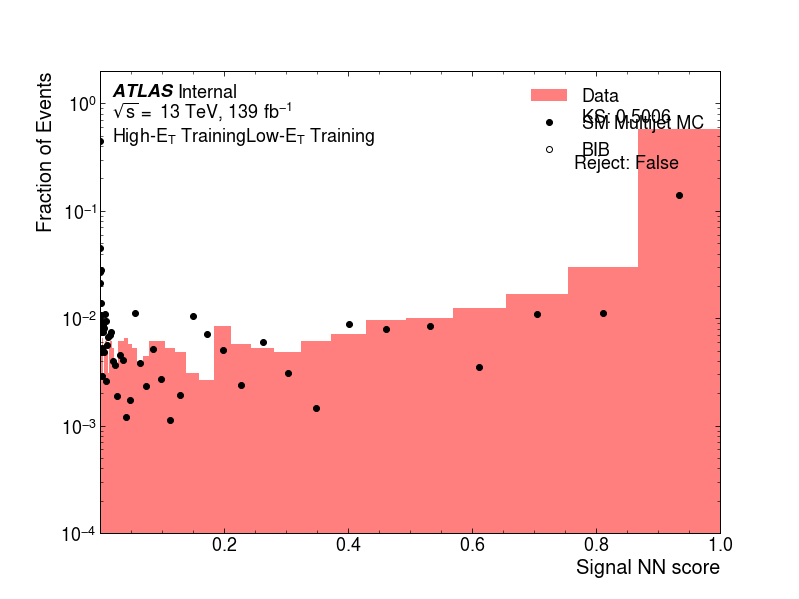 ATLAS Internal
√s = 13 TeV, 139 fb⁻¹
High-E_T TrainingLow-E_T Training
Data
KS: 0.5006
SM Multijet MC
BIB
Reject: False
Fraction of Events
10⁰
10⁻¹
10⁻²
10⁻³
10⁻⁴
0.2 0.4 0.6 0.8 1.0
Signal NN score